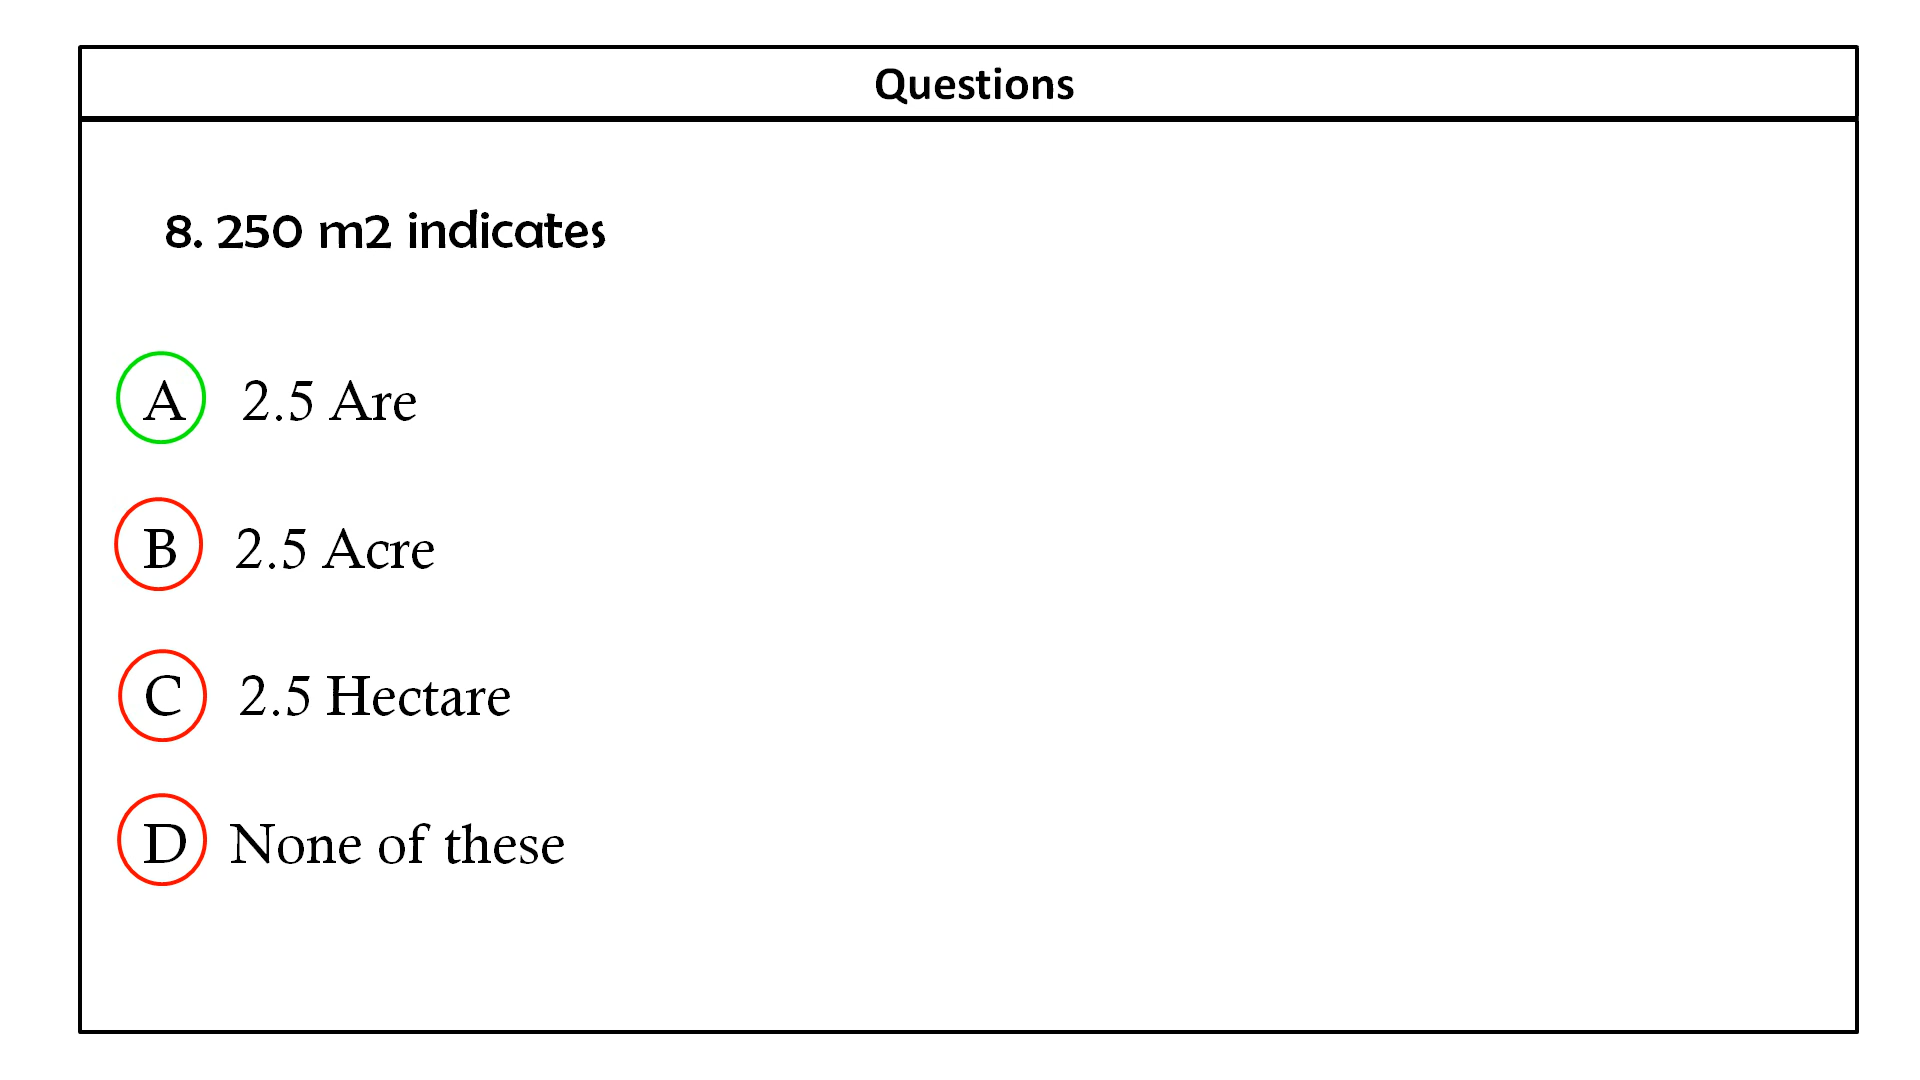 Questions
8. 250 m2 indicates
A 2.5 Are
B 2.5 Acre
C 2.5 Hectare
D None of these